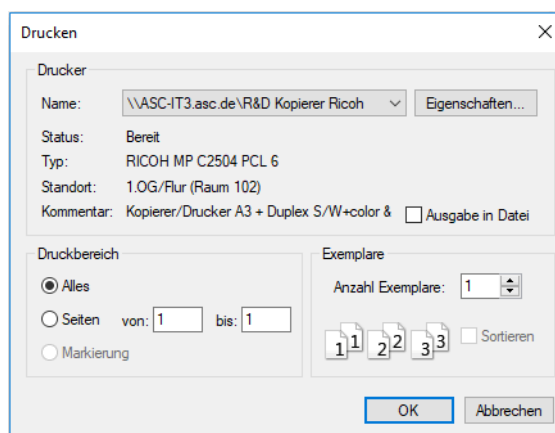 Drucken
Drucker
Name: \\ASC-IT3.asc.de\R&D Kopierer Ricoh Eigenschaften...
Status: Bereit
Typ: RICOH MP C2504 PCL 6
Standort: 1.OG/Flur (Raum 102)
Kommentar: Kopierer/Drucker A3 + Duplex S/W+color & Ausgabe in Datei
Druckbereich
Alles
Seiten von: 1 bis: 1
Markierung
Exemplare
Anzahl Exemplare: 1
1 1 2 2 3 3 Sortieren
OK Abbrechen